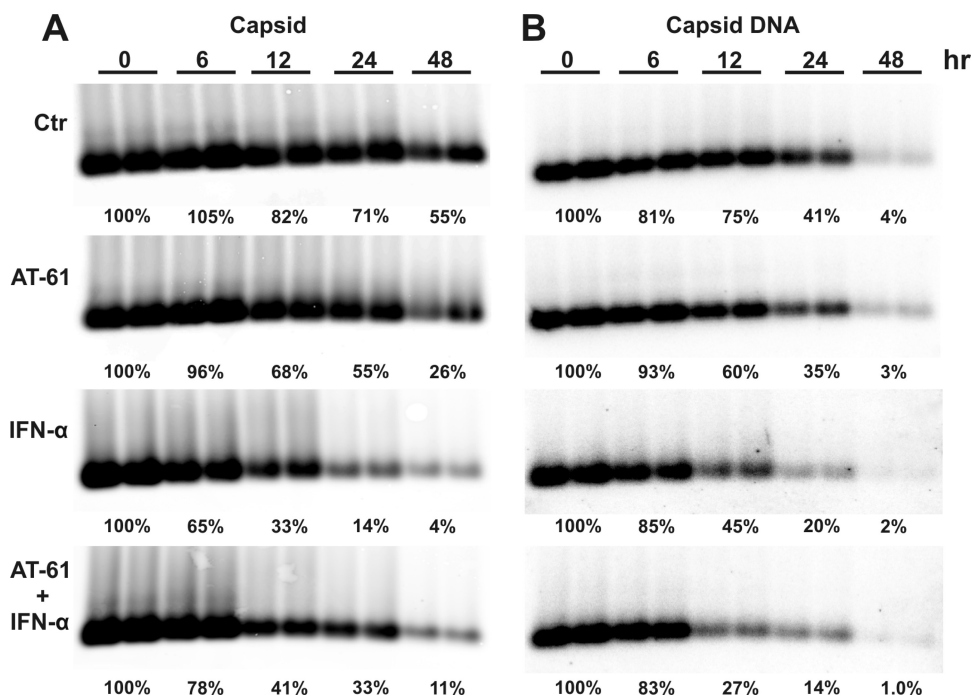 A Capsid B Capsid DNA
0 6 12 24 48 0 6 12 24 48 hr
Ctr
100% 105% 82% 71% 55% 100% 81% 75% 41% 4%
AT-61
100% 96% 68% 55% 26% 100% 93% 60% 35% 3%
IFN-α
100% 65% 33% 14% 4% 100% 85% 45% 20% 2%
AT-61
+
IFN-α
100% 78% 41% 33% 11% 100% 83% 27% 14% 1.0%